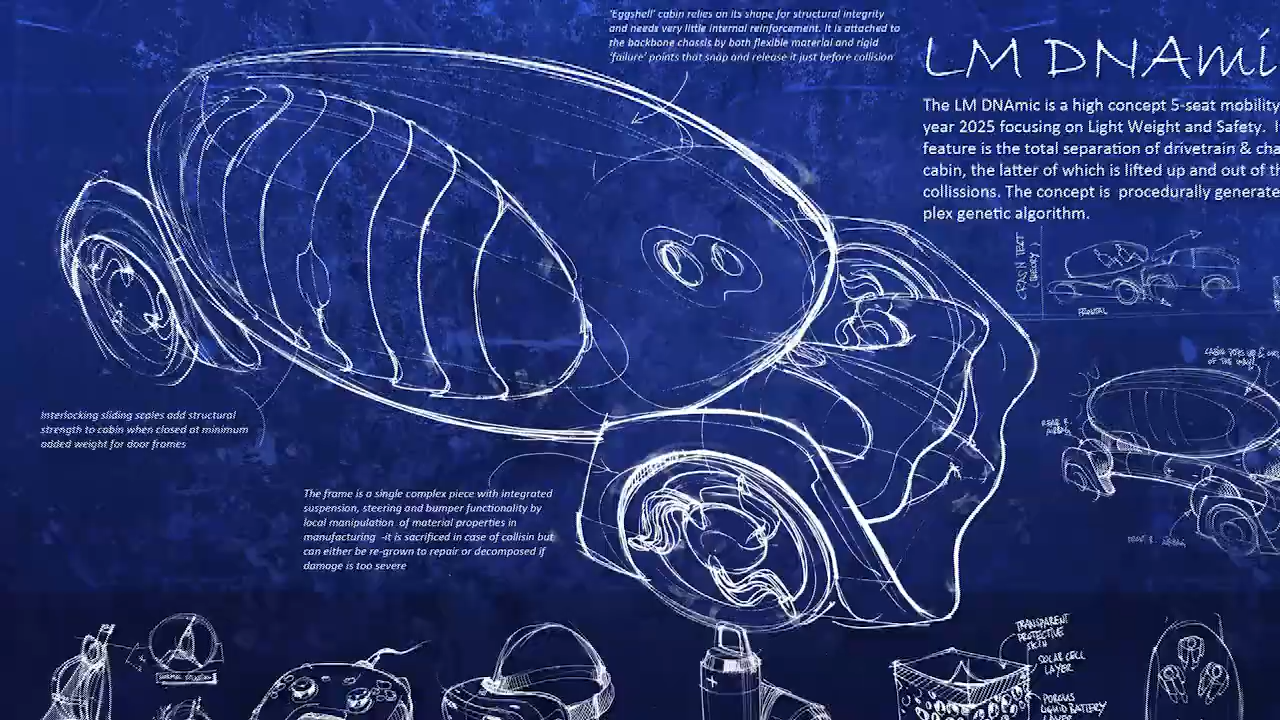 'Eggshell' cabin relies on its shape for structural integrity
and needs very little internal reinforcement. It is attached to
the backbone chassis by both flexible material and rigid
'failure' points that snap and release it just before collision
LM DNAmi
The LM DNAmic is a high concept 5-seat mobility
year 2025 focusing on Light Weight and Safety.
feature is the total separation of drivetrain & cha
cabin, the latter of which is lifted up and out of th
collissions. The concept is procedurally generate
plex genetic algorithm.
FRONTAL
Interlocking sliding scales add structural
strength to cabin when closed at minimum
added weight for door frames
The frame is a single complex piece with integrated
suspension, steering and bumper functionality by
local manipulation of material properties in
manufacturing -it is sacrificed in case of collisin but
can either be re-grown to repair or decomposed if
damage is too severe
CABIN POPS UP &
OF THE WAY
TRANSPARENT
PROTECTIVE
SKIN
SOLAR CELL
LAYER
POROUS
LIQUID BATTERY
LAYER